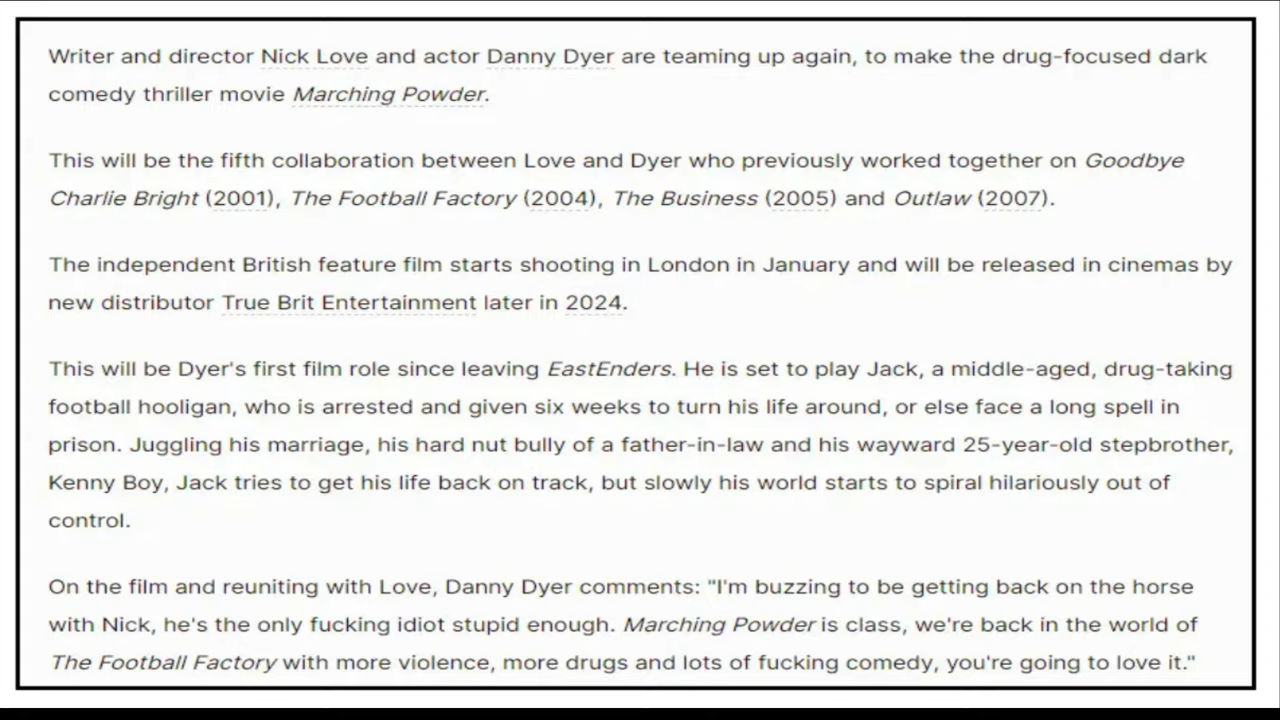 Writer and director Nick Love and actor Danny Dyer are teaming up again, to make the drug-focused dark
comedy thriller movie Marching Powder.
This will be the fifth collaboration between Love and Dyer who previously worked together on Goodbye
Charlie Bright (2001), The Football Factory (2004), The Business (2005) and Outlaw (2007).
The independent British feature film starts shooting in London in January and will be released in cinemas by
new distributor True Brit Entertainment later in 2024.
This will be Dyer's first film role since leaving EastEnders. He is set to play Jack, a middle-aged, drug-taking
football hooligan, who is arrested and given six weeks to turn his life around, or else face a long spell in
prison. Juggling his marriage, his hard nut bully of a father-in-law and his wayward 25-year-old stepbrother,
Kenny Boy, Jack tries to get his life back on track, but slowly his world starts to spiral hilariously out of
control.
On the film and reuniting with Love, Danny Dyer comments: "I'm buzzing to be getting back on the horse
with Nick, he's the only fucking idiot stupid enough. Marching Powder is class, we're back in the world of
The Football Factory with more violence, more drugs and lots of fucking comedy, you're going to love it."